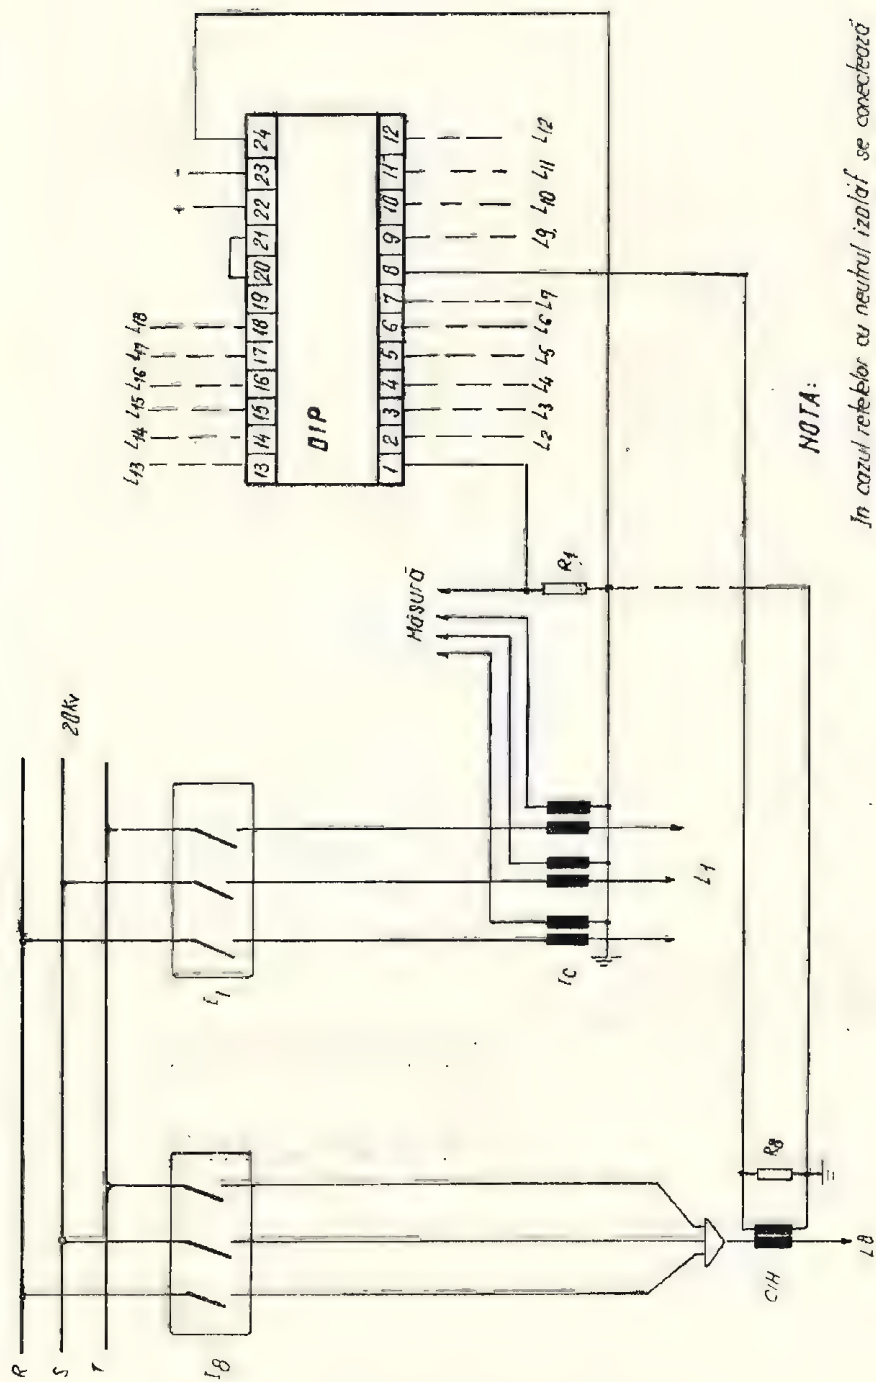 R
S
T
20Kv
I8
I1
Măsură
Ic
L1
R1
CIH
R8
L8
L13 L14 L15 L16 L17 L18
+ -
13 14 15 16 17 18 19 20 21 22 23 24
DIP
1 2 3 4 5 6 7 8 9 10 11 12
L2 L3 L4 L5 L6 L7 L9 L10 L11 L12
NOTA:
In cazul retelelor cu neutrul izolat se conectează